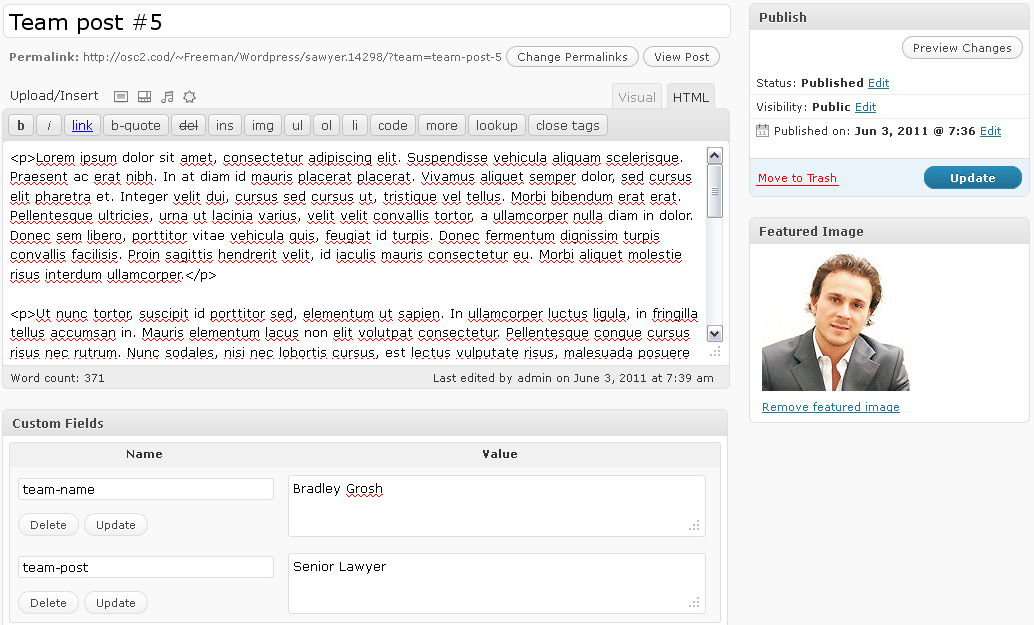 Team post #5
Permalink: http://osc2.cod/~Freeman/Wordpress/sawyer.14298/?team=team-post-5 Change Permalinks View Post
Upload/Insert
Visual HTML
b i link b-quote del ins img ul ol li code more lookup close tags
<p>Lorem ipsum dolor sit amet, consectetur adipiscing elit. Suspendisse vehicula aliquam scelerisque.
Praesent ac erat nibh. In at diam id mauris placerat placerat. Vivamus aliquet semper dolor, sed cursus
elit pharetra et. Integer velit dui, cursus sed cursus ut, tristique vel tellus. Morbi bibendum erat erat.
Pellentesque ultricies, urna ut lacinia varius, velit velit convallis tortor, a ullamcorper nulla diam in dolor.
Donec sem libero, porttitor vitae vehicula quis, feugiat id turpis. Donec fermentum dignissim turpis
convallis facilisis. Proin sagittis hendrerit velit, id iaculis mauris consectetur eu. Morbi aliquet molestie
risus interdum ullamcorper.</p>
<p>Ut nunc tortor, suscipit id porttitor sed, elementum ut sapien. In ullamcorper luctus ligula, in fringilla
tellus accumsan in. Mauris elementum lacus non elit volutpat consectetur. Pellentesque congue cursus
risus nec rutrum. Nunc sodales, nisi nec lobortis cursus, est lectus vulputate risus, malesuada posuere
Word count: 371
Last edited by admin on June 3, 2011 at 7:39 am
Custom Fields
Name Value
team-name
Bradley Grosh
Delete Update
team-post
Senior Lawyer
Delete Update
Publish
Preview Changes
Status: Published Edit
Visibility: Public Edit
11
Published on: Jun 3, 2011 @ 7:36 Edit
Move to Trash
Update
Featured Image
Remove featured image